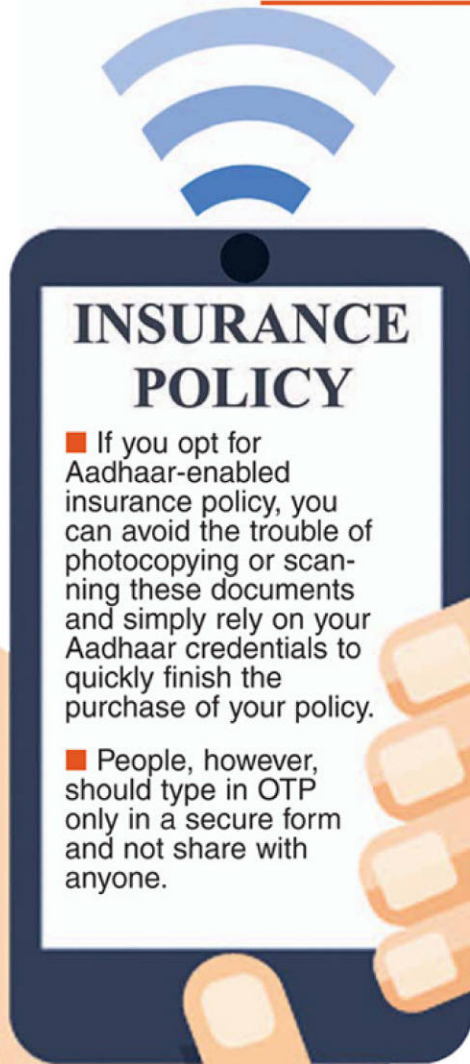 INSURANCE
POLICY
■ If you opt for
Aadhaar-enabled
insurance policy, you
can avoid the trouble of
photocopying or scan-
ning these documents
and simply rely on your
Aadhaar credentials to
quickly finish the
purchase of your policy.
■ People, however,
should type in OTP
only in a secure form
and not share with
anyone.